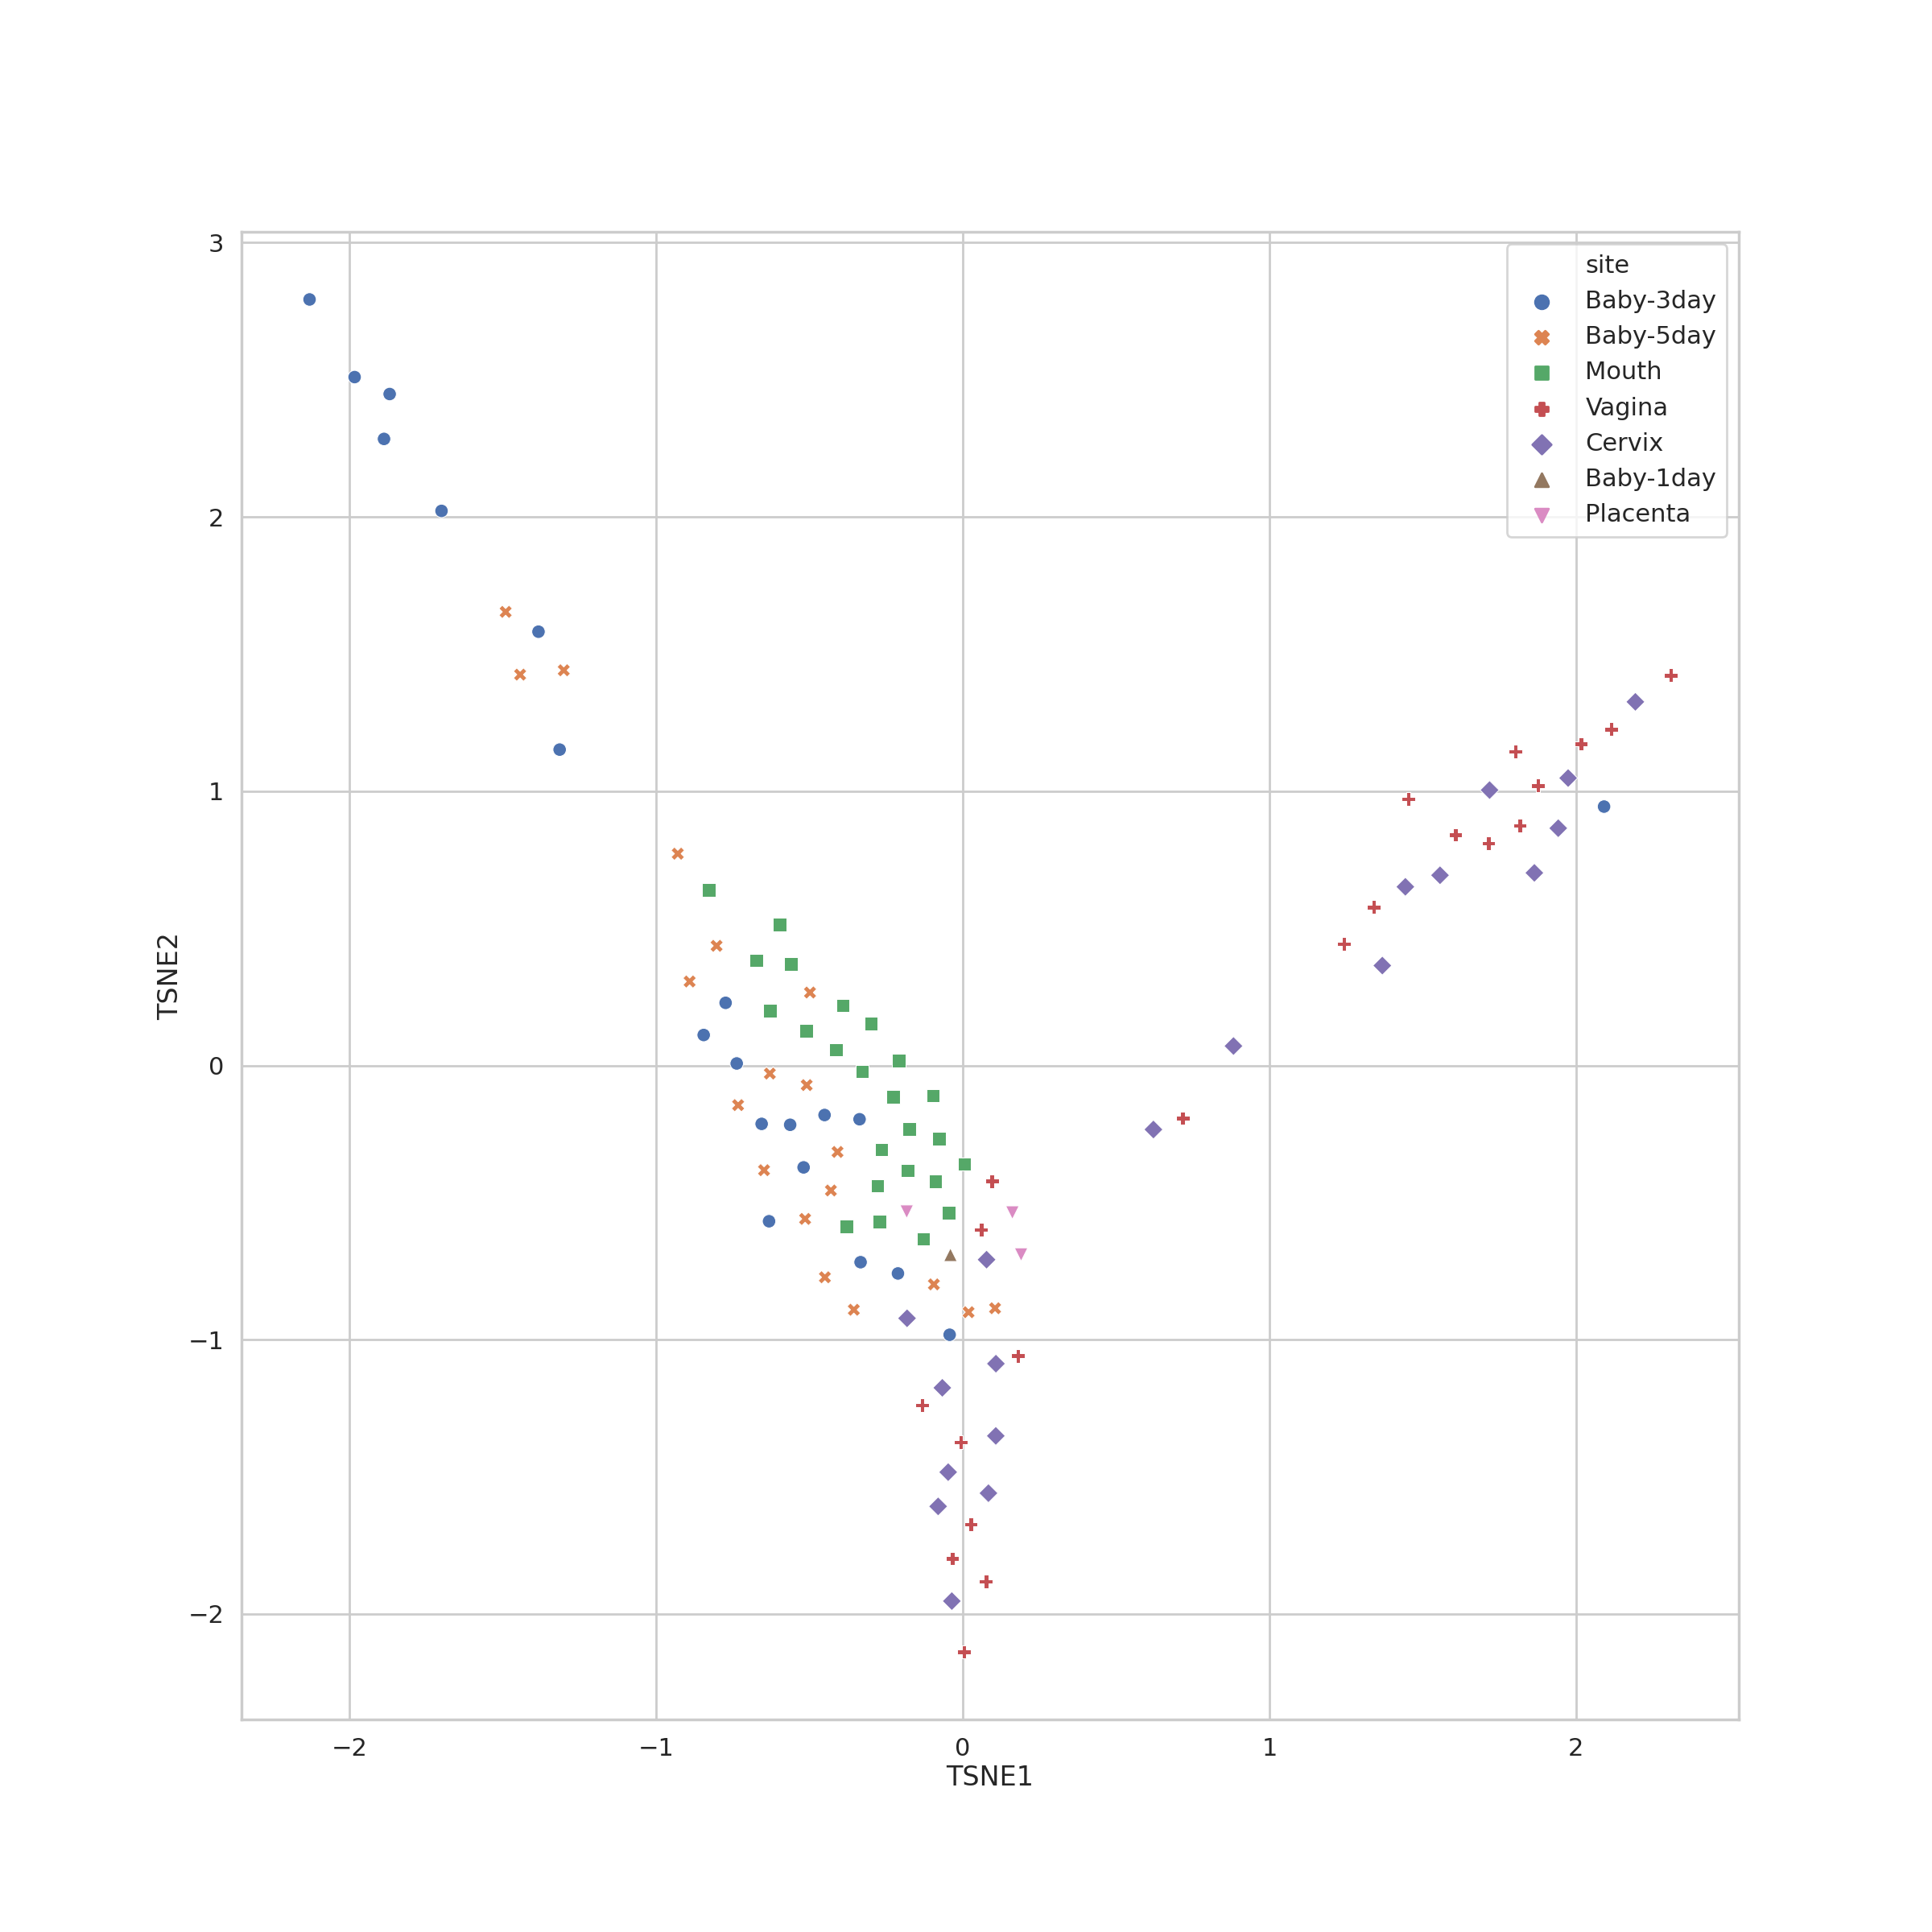 site
Baby-3day
Baby-5day
Mouth
Vagina
Cervix
Baby-1day
Placenta
3
2
1
0
−1
−2
TSNE2
−2 −1 0 1 2
TSNE1